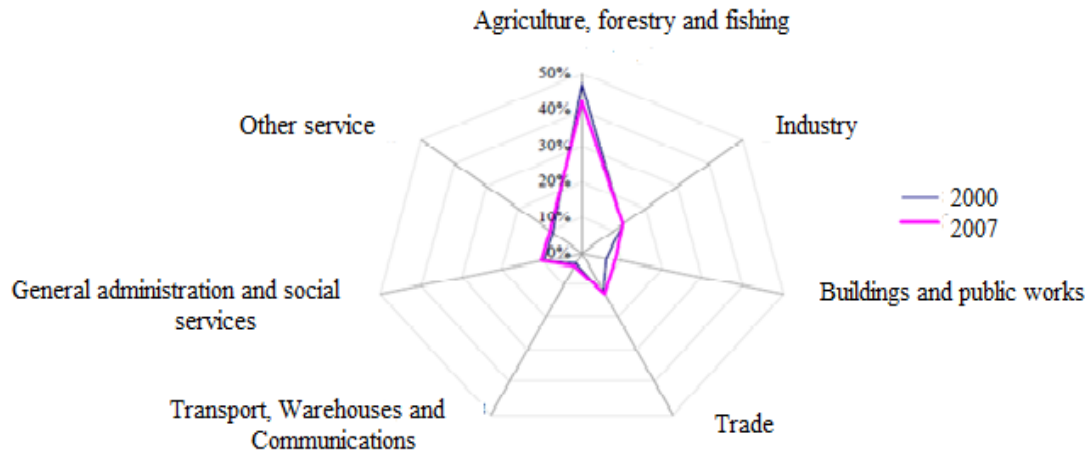 Agriculture, forestry and fishing
50%
40%
30%
20%
10%
0%
Other service
Industry
2000
2007
General administration and social
services
Buildings and public works
Transport, Warehouses and
Communications
Trade